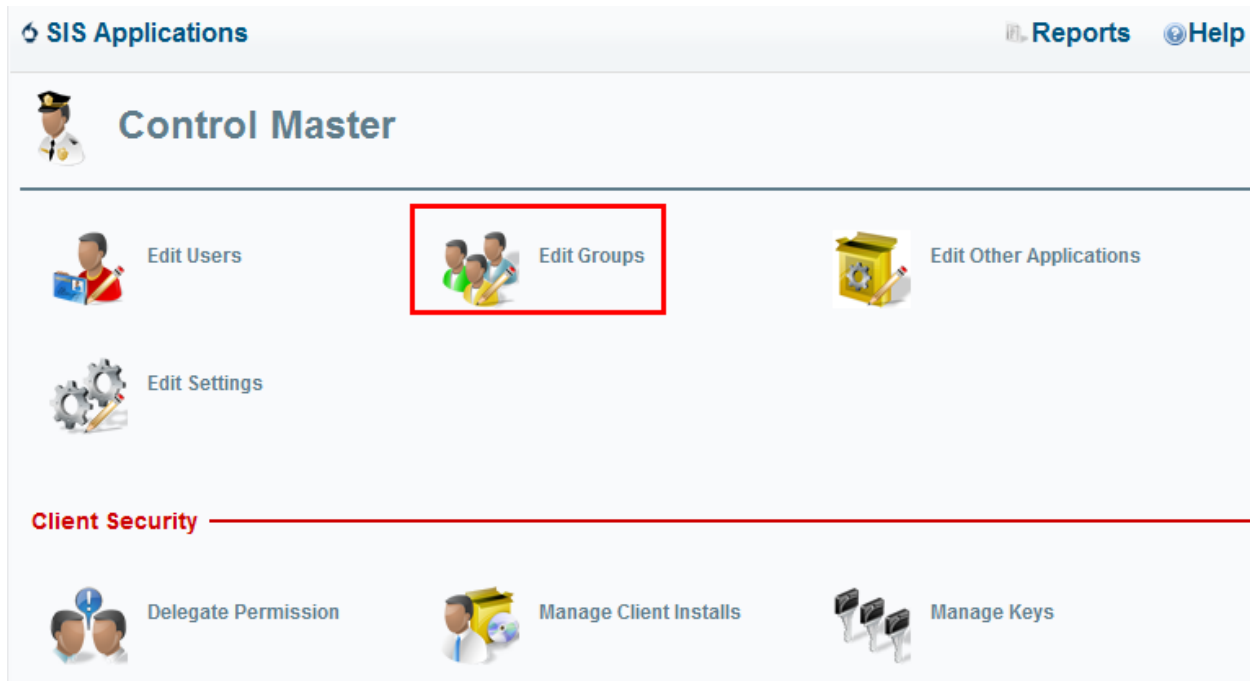 SIS Applications Reports Help
Control Master
Edit Users Edit Groups Edit Other Applications
Edit Settings
Client Security
Delegate Permission Manage Client Installs Manage Keys